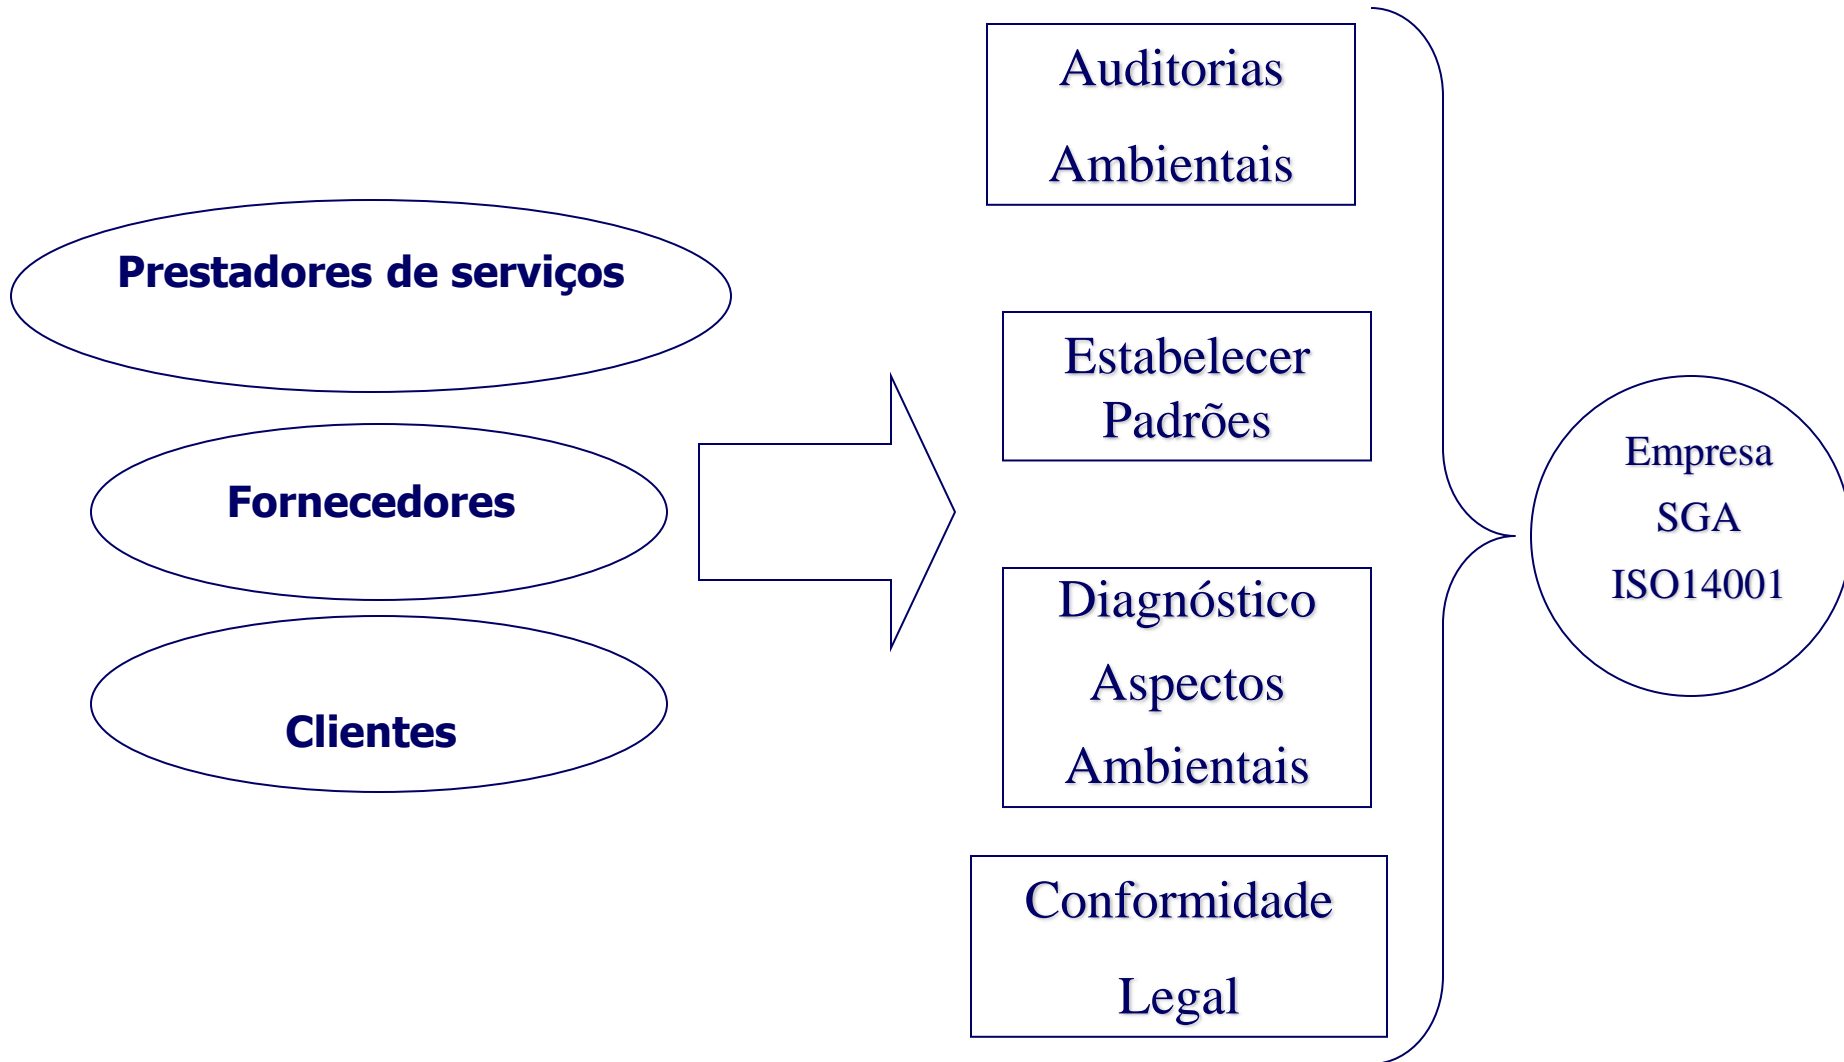 Prestadores de serviços
Fornecedores
Clientes
Auditorias
Ambientais
Estabelecer
Padrões
Diagnóstico
Aspectos
Ambientais
Conformidade
Legal
Empresa
SGA
ISO14001